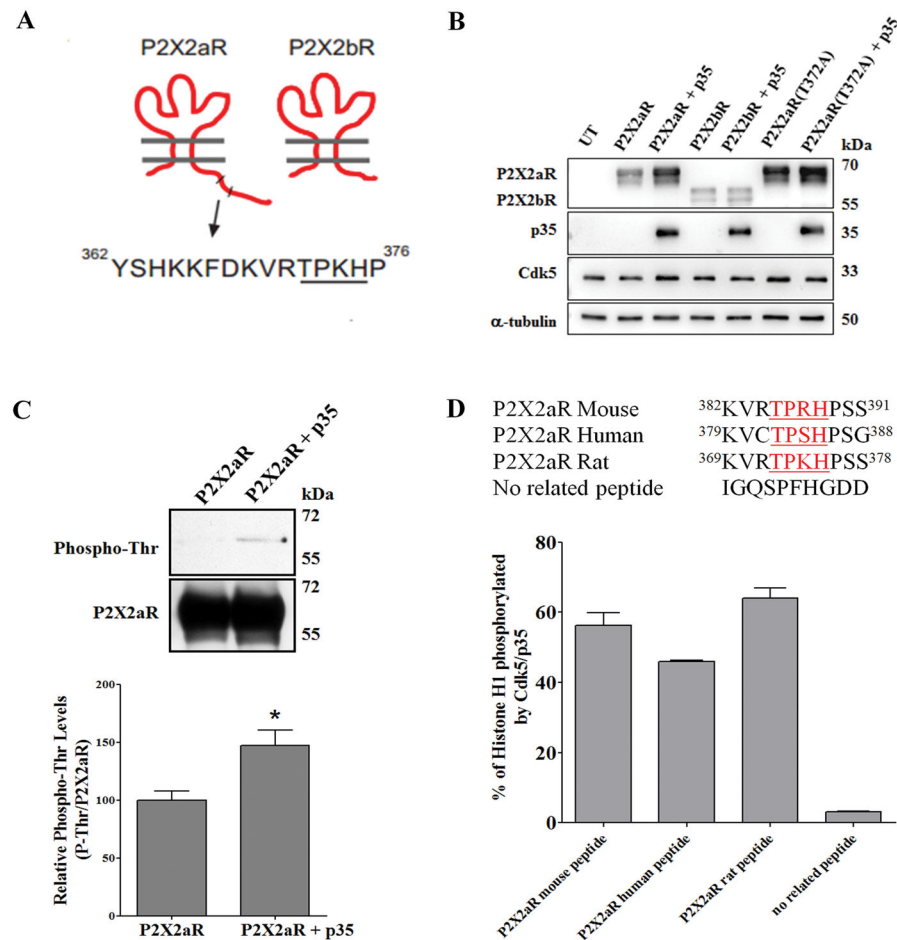 A
P2X2aR P2X2bR
362YSHKKFDKVRTPKHP376
B
UT P2X2aR P2X2aR + p35 P2X2bR P2X2bR + p35 P2X2aR(T372A) P2X2aR(T372A) + p35
kDa
P2X2aR 70
P2X2bR 55
p35 35
Cdk5 33
α-tubulin 50
C
P2X2aR P2X2aR + p35
kDa
72
Phospho-Thr
55
72
P2X2aR
55
Relative Phospho-Thr Levels
(P-Thr/P2X2aR)
200
150
100
50
0
*
P2X2aR P2X2aR + p35
D
P2X2aR Mouse 382KVRTPRHPSS391
P2X2aR Human 379KVCTPSHPSG388
P2X2aR Rat 369KVRTPKHPSS378
No related peptide IGQSPFHGDD
% of Histone H1 phosphorylated
by Cdk5/p35
80
60
40
20
0
P2X2aR mouse peptide
P2X2aR human peptide
P2X2aR rat peptide
no related peptide